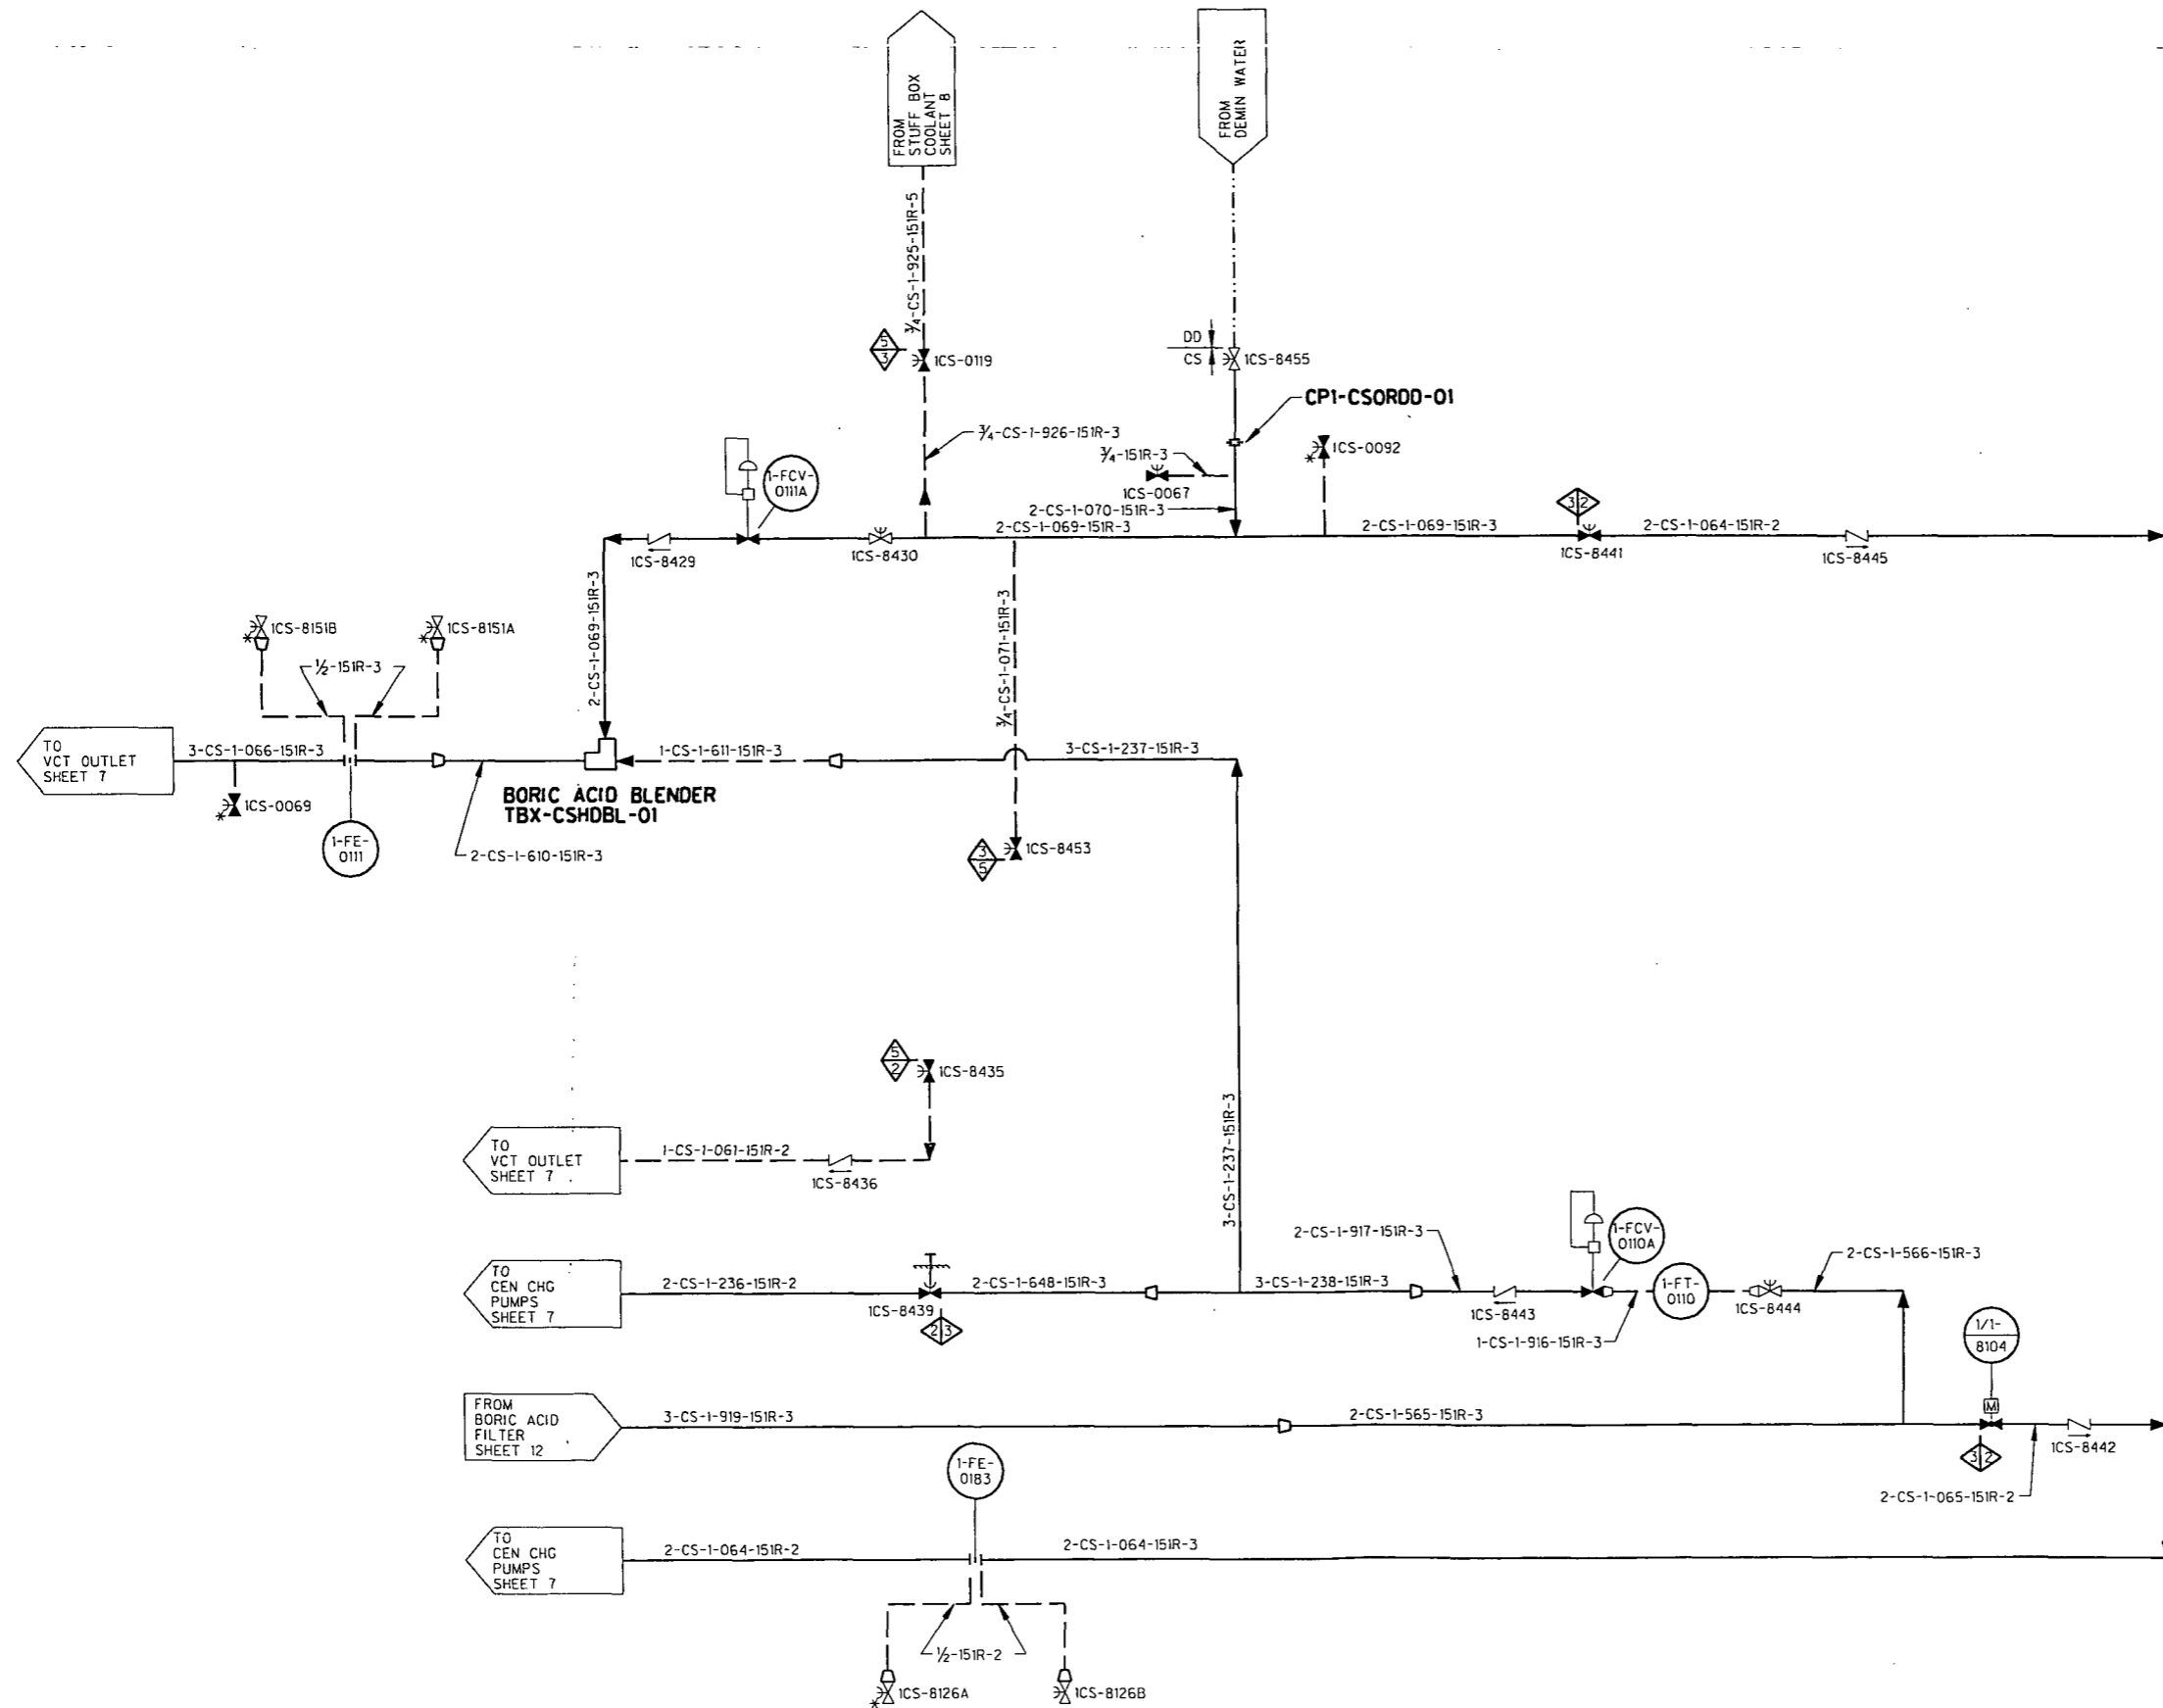 FROM
STUFF BOX
COOLANT
SHEET 8
FROM
DEMIN WATER
3/4-CS-1-925-151R-5
5
3
1CS-0119
DD
CS
1CS-8455
CP1-CSORDD-01
3/4-CS-1-926-151R-3
3/4-151R-3
1CS-0067
1CS-0092
*
1-FCV-
0111A
2-CS-1-070-151R-3
2-CS-1-069-151R-3
2-CS-1-069-151R-3
3 2
2-CS-1-064-151R-2
1CS-8429
1CS-8430
1CS-8441
1CS-8445
2-CS-1-069-151R-3
3/4-CS-1-071-151R-3
1CS-8151B
*
1CS-8151A
*
1/2-151R-3
TO
VCT OUTLET
SHEET 7
3-CS-1-066-151R-3
1-CS-1-611-151R-3
3-CS-1-237-151R-3
1CS-0069
*
BORIC ACID BLENDER
TBX-CSHDBL-01
1-FE-
0111
2-CS-1-610-151R-3
3
5
1CS-8453
5
2
1CS-8435
3-CS-1-237-151R-3
TO
VCT OUTLET
SHEET 7
1-CS-1-061-151R-2
1CS-8436
2-CS-1-917-151R-3
1-FCV-
0110A
2-CS-1-566-151R-3
TO
CEN CHG
PUMPS
SHEET 7
2-CS-1-236-151R-2
1CS-8439
2 3
2-CS-1-648-151R-3
3-CS-1-238-151R-3
1CS-8443
1-FT-
0110
1CS-8444
1-CS-1-916-151R-3
1/1-
8104
M
FROM
BORIC ACID
FILTER
SHEET 12
3-CS-1-919-151R-3
2-CS-1-565-151R-3
3 2
1CS-8442
2-CS-1-065-151R-2
1-FE-
0183
TO
CEN CHG
PUMPS
SHEET 7
2-CS-1-064-151R-2
2-CS-1-064-151R-3
1/2-151R-2
1CS-8126A
*
1CS-8126B